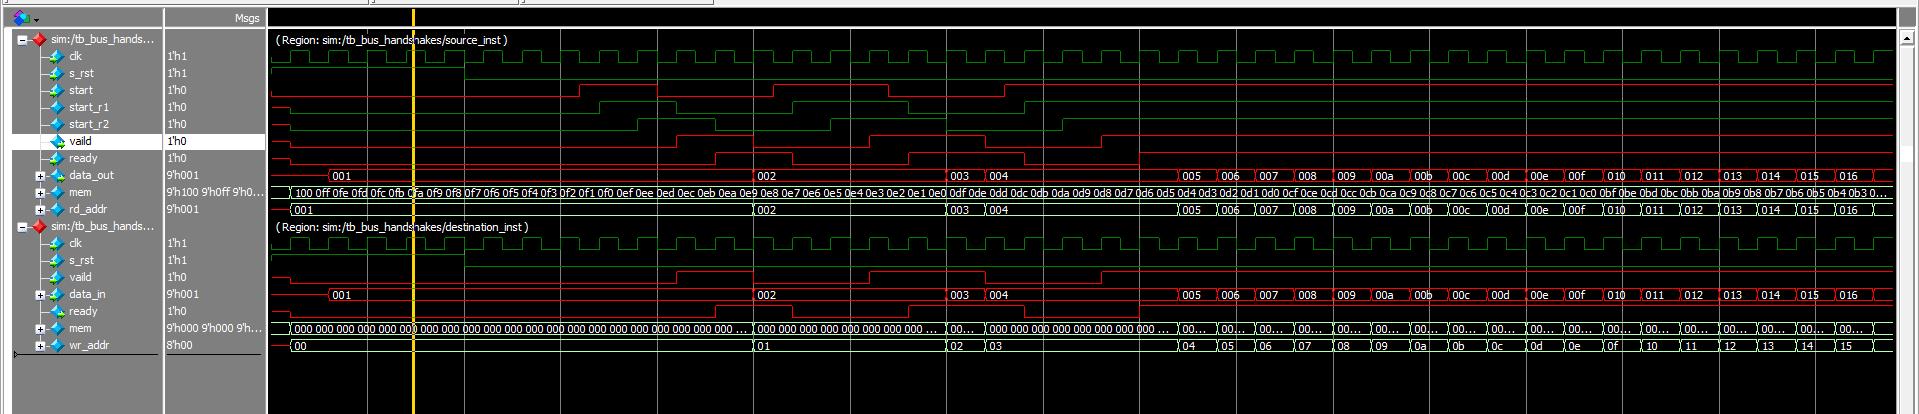 Msgs
sim:/tb_bus_hands... ( Region: sim:/tb_bus_handshakes/source_inst )
clk 1'h1
s_rst 1'h1
start 1'h0
start_r1 1'h0
start_r2 1'h0
vaild 1'h0
ready 1'h0
data_out 9'h001 001 002 003 004 005 006 007 008 009 00a 00b 00c 00d 00e 00f 010 011 012 013 014 015 016
mem 9'h100 9'h0ff 9'h0... 100 0ff 0fe 0fd 0fc 0fb 0fa 0f9 0f8 0f7 0f6 0f5 0f4 0f3 0f2 0f1 0f0 0ef 0ee 0ed 0ec 0eb 0ea 0e9 0e8 0e7 0e6 0e5 0e4 0e3 0e2 0e1 0e0 0df 0de 0dd 0dc 0db 0da 0d9 0d8 0d7 0d6 0d5 0d4 0d3 0d2 0d1 0d0 0cf 0ce 0cd 0cc 0cb 0ca 0c9 0c8 0c7 0c6 0c5 0c4 0c3 0c2 0c1 0c0 0bf 0be 0bd 0bc 0bb 0ba 0b9 0b8 0b7 0b6 0b5 0b4 0b3 0...
rd_addr 9'h001 001 002 003 004 005 006 007 008 009 00a 00b 00c 00d 00e 00f 010 011 012 013 014 015 016
sim:/tb_bus_hands... ( Region: sim:/tb_bus_handshakes/destination_inst )
clk 1'h1
s_rst 1'h1
vaild 1'h0
data_in 9'h001 001 002 003 004 005 006 007 008 009 00a 00b 00c 00d 00e 00f 010 011 012 013 014 015 016
ready 1'h0
mem 9'h000 9'h000 9'h... 000 000 000 000 000 000 000 000 000 000 000 000 000 000 000 000 000 000 000 000 000 000 000 ... 000 000 000 000 000 000 000 000 000 ... 00... 000 000 000 000 000 000 000 000 000 ... 00... 00... 00... 00... 00... 00... 00... 00... 00... 00... 00... 00... 00... 00... 00... 00... 00... 00...
wr_addr 8'h00 00 01 02 03 04 05 06 07 08 09 0a 0b 0c 0d 0e 0f 10 11 12 13 14 15